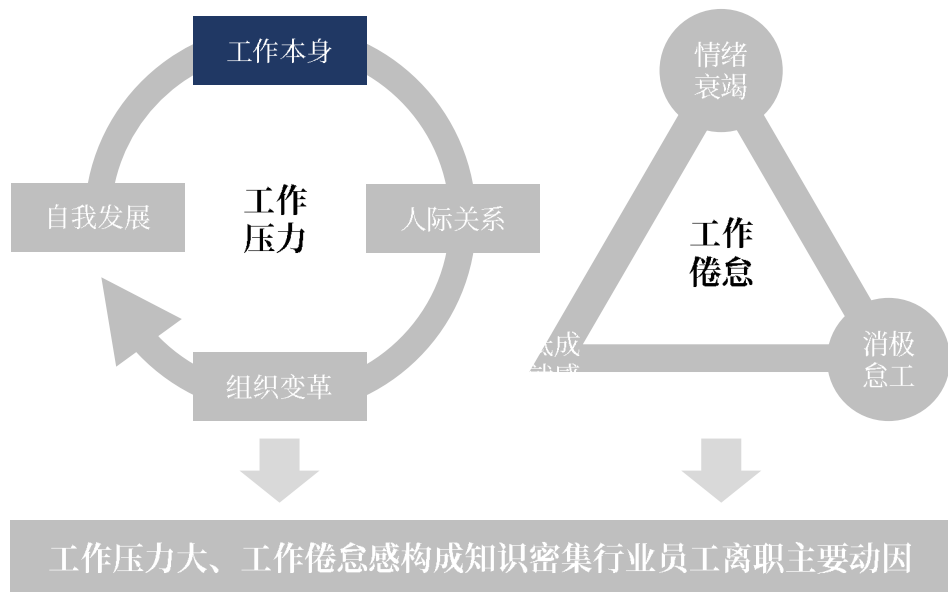 工作本身
自我发展
工作
压力
人际关系
组织变革
情绪
衰竭
工作
倦怠
成
感
消极
怠工
工作压力大、工作倦怠感构成知识密集行业员工离职主要动因